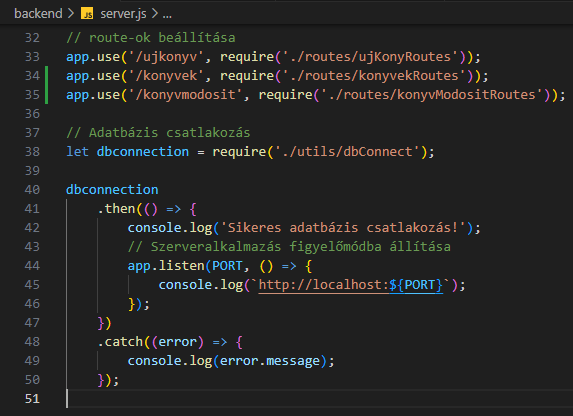 backend > JS server.js > ...
32 // route-ok beállítása
33 app.use('/ujkonyv', require('./routes/ujKonyRoutes'));
34 app.use('/konyvek', require('./routes/konyvekRoutes'));
35 app.use('/konyvmodosit', require('./routes/konyvModositRoutes'));
36
37 // Adatbázis csatlakozás
38 let dbconnection = require('./utils/dbConnect');
39
40 dbconnection
41     .then(() => {
42         console.log('Sikeres adatbázis csatlakozás!');
43         // Szerveralkalmazás figyelőmódba állítása
44         app.listen(PORT, () => {
45             console.log(`http://localhost:${PORT}`);
46         });
47     })
48     .catch((error) => {
49         console.log(error.message);
50     });
51